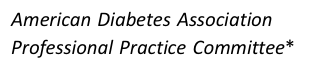 American Diabetes Association
Professional Practice Committee*